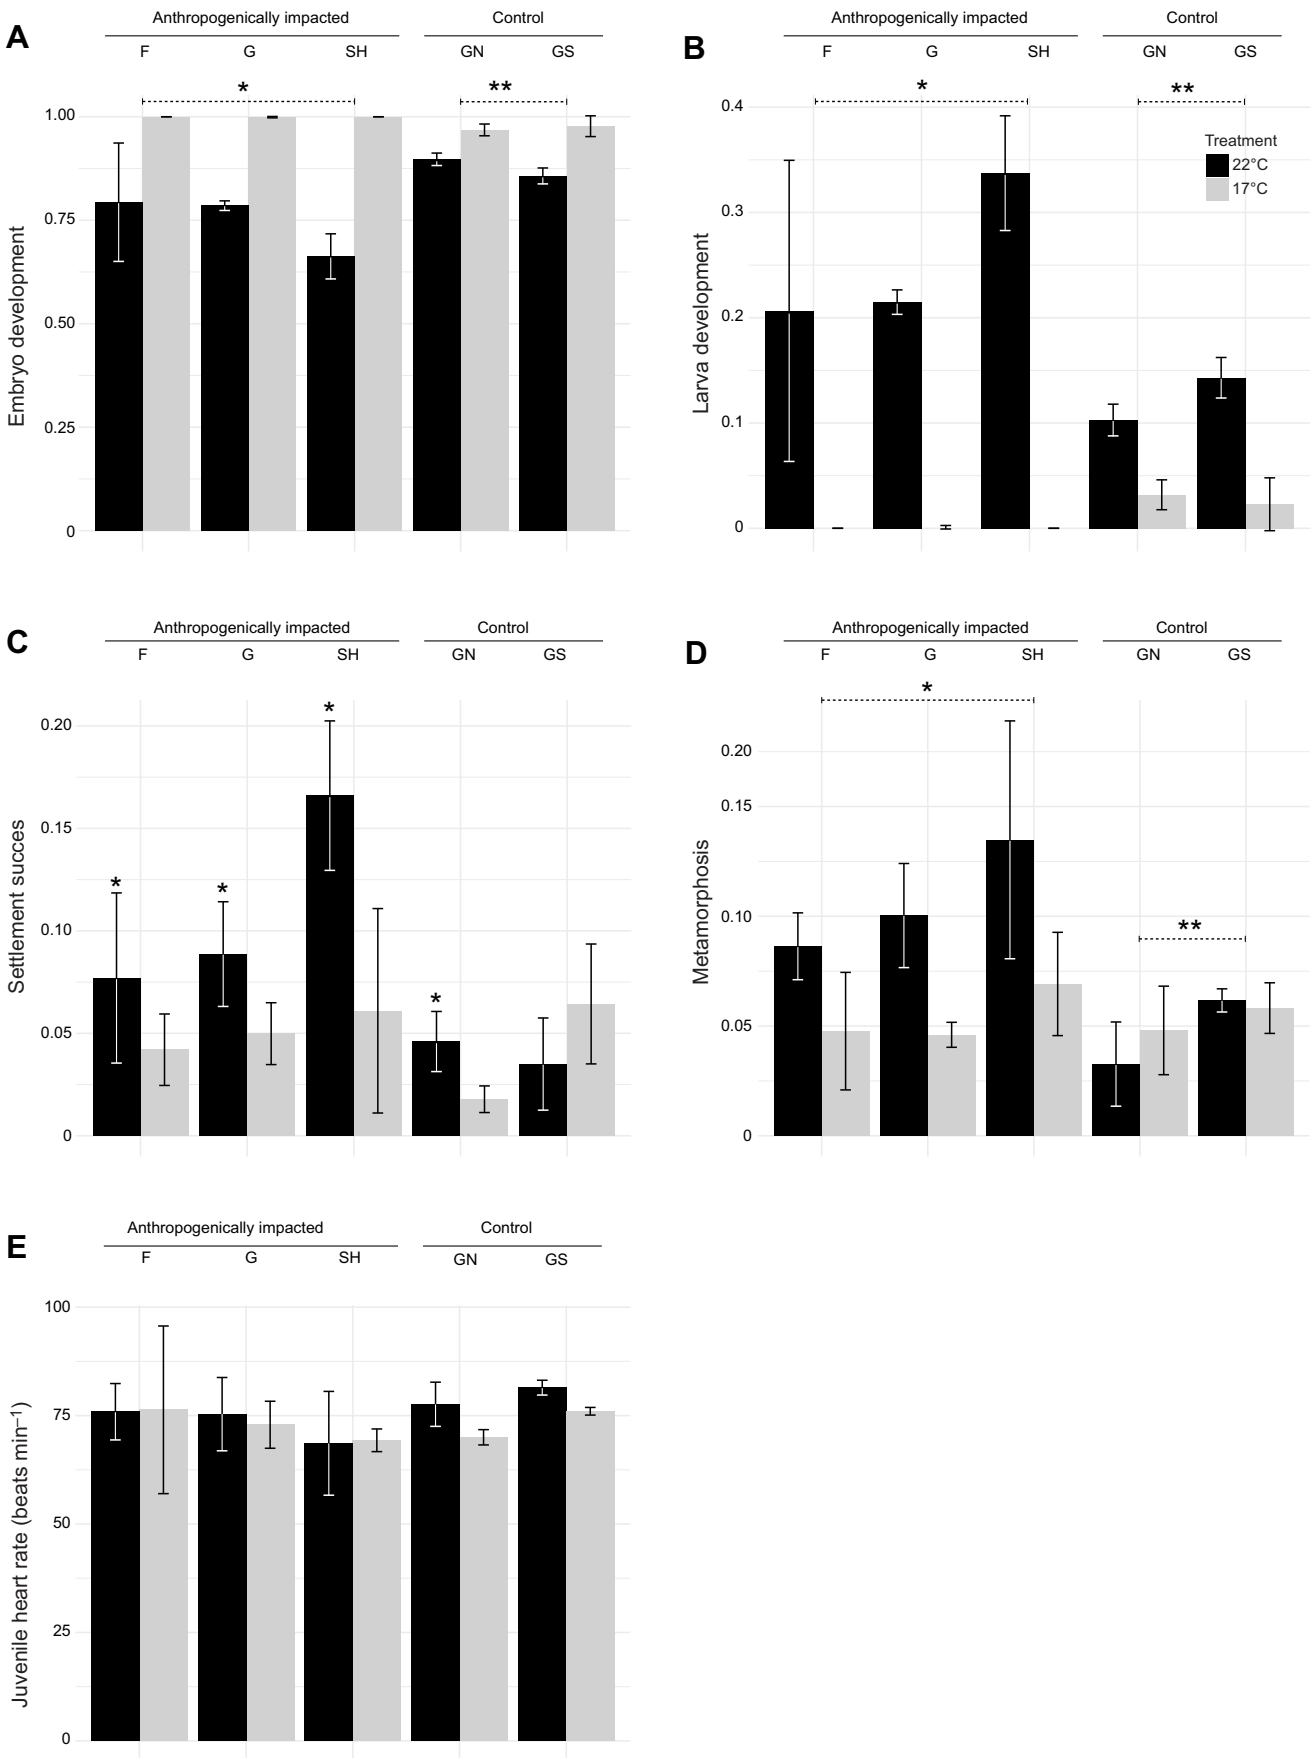 A
Anthropogenically impacted Control
F G SH GN GS
* **
1.00
0.75
0.50
0.25
0
Embryo development
B
Anthropogenically impacted Control
F G SH GN GS
* **
0.4
0.3
0.2
0.1
0
Larva development
Treatment
22°C
17°C
C
Anthropogenically impacted Control
F G SH GN GS
* * * *
0.20
0.15
0.10
0.05
0
Settlement succes
D
Anthropogenically impacted Control
F G SH GN GS
* **
0.20
0.15
0.10
0.05
0
Metamorphosis
E
Anthropogenically impacted Control
F G SH GN GS
100
75
50
25
0
Juvenile heart rate (beats min⁻¹)